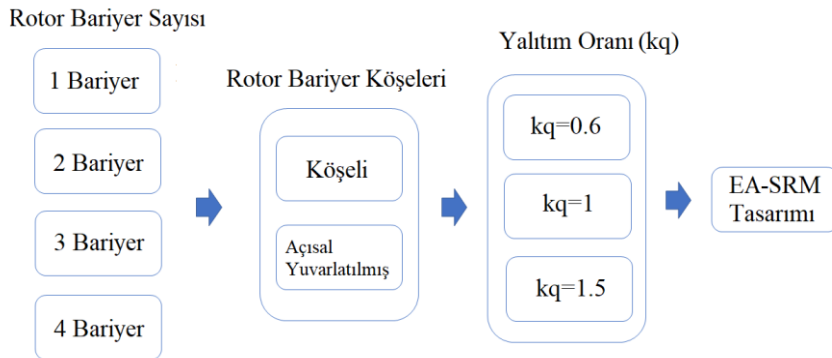 Rotor Bariyer Sayısı
1 Bariyer
2 Bariyer
3 Bariyer
4 Bariyer
Rotor Bariyer Köşeleri
Köşeli
Açısal
Yuvarlatılmış
Yalıtım Oranı (kq)
kq=0.6
kq=1
kq=1.5
EA-SRM
Tasarımı